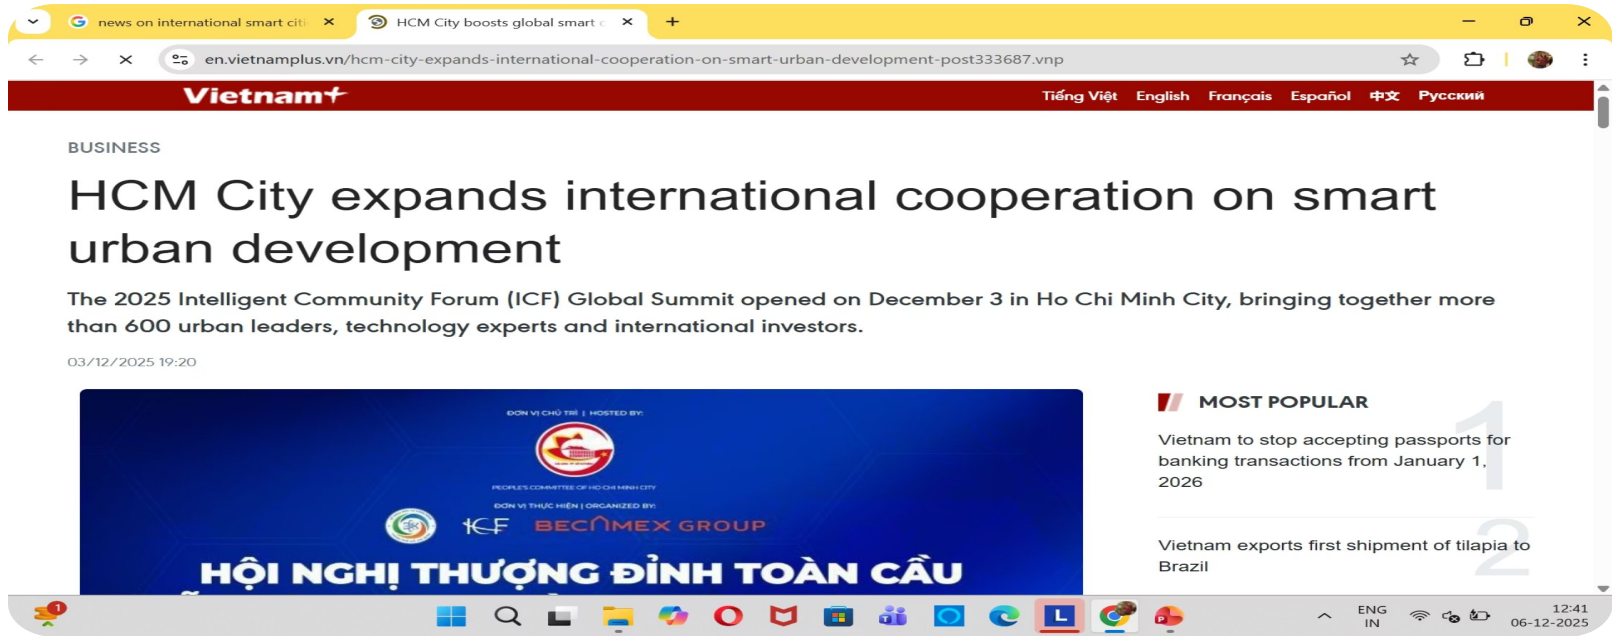 news on international smart citi
HCM City boosts global smart c
en.vietnamplus.vn/hcm-city-expands-international-cooperation-on-smart-urban-development-post333687.vnp
Vietnam+
Tiếng Việt English Français Español 中文 Русский
BUSINESS
HCM City expands international cooperation on smart
urban development
The 2025 Intelligent Community Forum (ICF) Global Summit opened on December 3 in Ho Chi Minh City, bringing together more
than 600 urban leaders, technology experts and international investors.
03/12/2025 19:20
ĐƠN VỊ CHỦ TRÌ | HOSTED BY:
PEOPLE'S COMMITTEE OF HO CHI MINH CITY
ĐƠN VỊ THỰC HIỆN | ORGANIZED BY:
ICF BECAMEX GROUP
HỘI NGHỊ THƯỢNG ĐỈNH TOÀN CẦU
MOST POPULAR
1
Vietnam to stop accepting passports for
banking transactions from January 1,
2026
2
Vietnam exports first shipment of tilapia to
Brazil
1
L
ENG
IN
12:41
06-12-2025